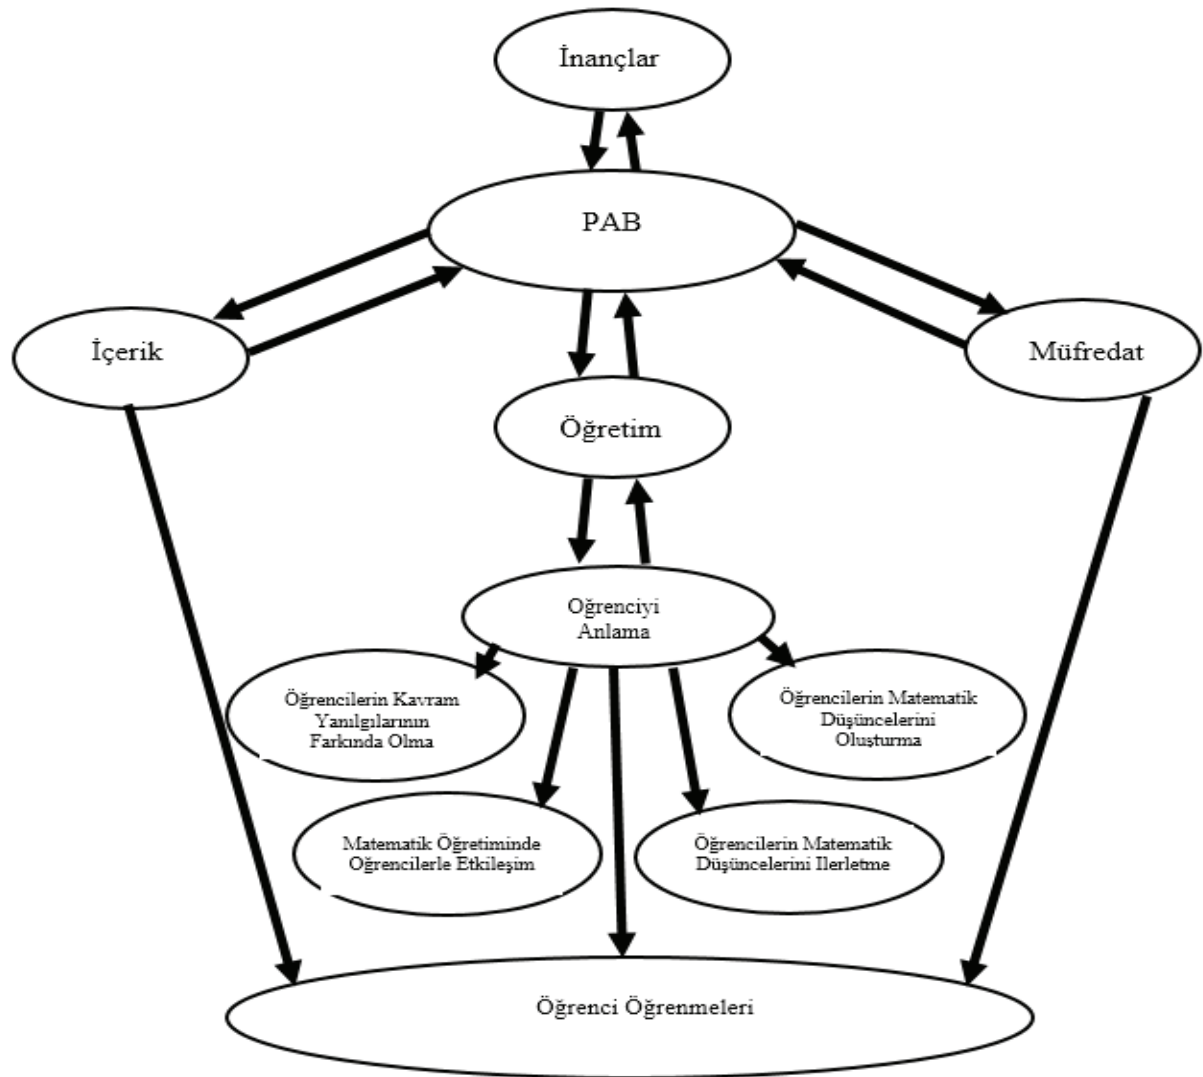 İnançlar
PAB
İçerik
Müfredat
Öğretim
Oğrenciyi
Anlama
Öğrencilerin Kavram
Yanılgılarının
Farkında Olma
Öğrencilerin Matematik
Düşüncelerini
Oluşturma
Matematik Öğretiminde
Oğrencilerle Etkileşim
Öğrencilerin Matematik
Düşüncelerini Ilerletme
Öğrenci Öğrenmeleri